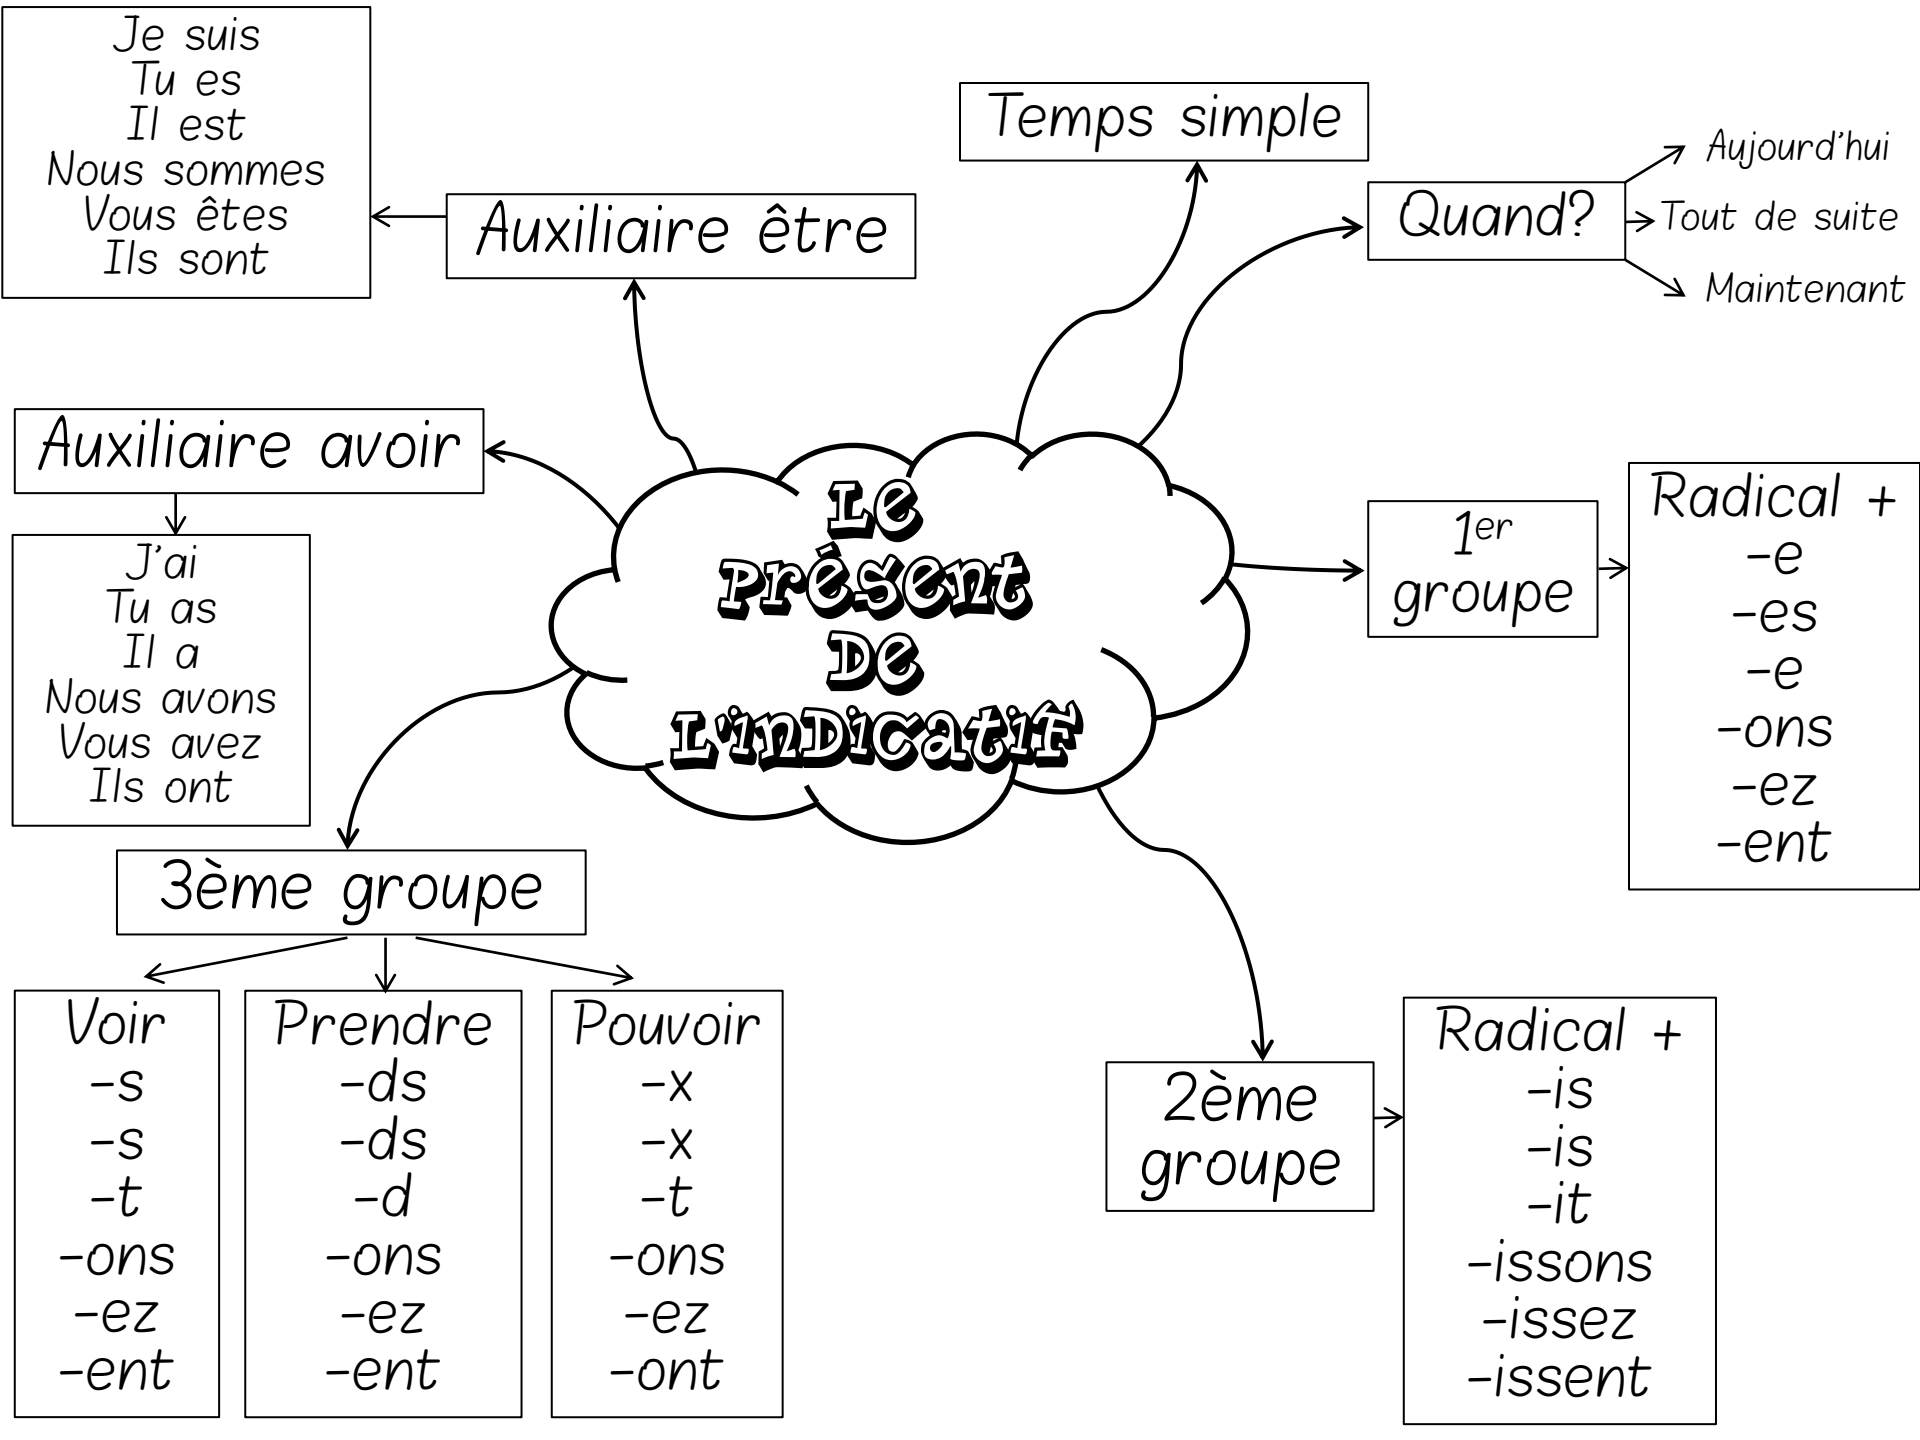 Le
Présent
De
L'indicatif
Temps simple
Quand?
Aujourd'hui
Tout de suite
Maintenant
1er
groupe
Radical +
-e
-es
-e
-ons
-ez
-ent
2ème
groupe
Radical +
-is
-is
-it
-issons
-issez
-issent
3ème groupe
Voir
-s
-s
-t
-ons
-ez
-ent
Prendre
-ds
-ds
-d
-ons
-ez
-ent
Pouvoir
-x
-x
-t
-ons
-ez
-ont
Auxiliaire avoir
J'ai
Tu as
Il a
Nous avons
Vous avez
Ils ont
Auxiliaire être
Je suis
Tu es
Il est
Nous sommes
Vous êtes
Ils sont